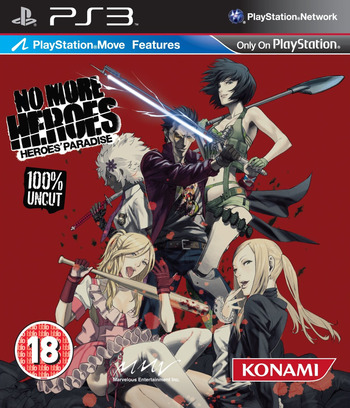 PS3
PlayStation®Network
PlayStation®Move Features
Only On PlayStation®
NO MORE
HEROES
HEROES' PARADISE
100%
UNCUT
18
Marvelous Entertainment Inc.
KONAMI